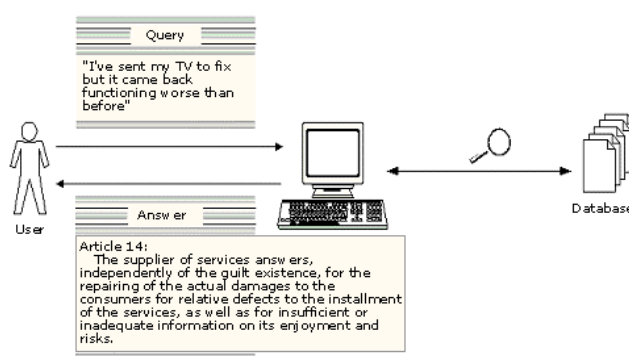 Query
"I've sent my TV to fix
but it came back
functioning worse than
before"
User
Database
Answer
Article 14:
The supplier of services answers,
independently of the guilt existence, for the
repairing of the actual damages to the
consumers for relative defects to the installment
of the services, as well as for insufficient or
inadequate information on its enjoyment and
risks.